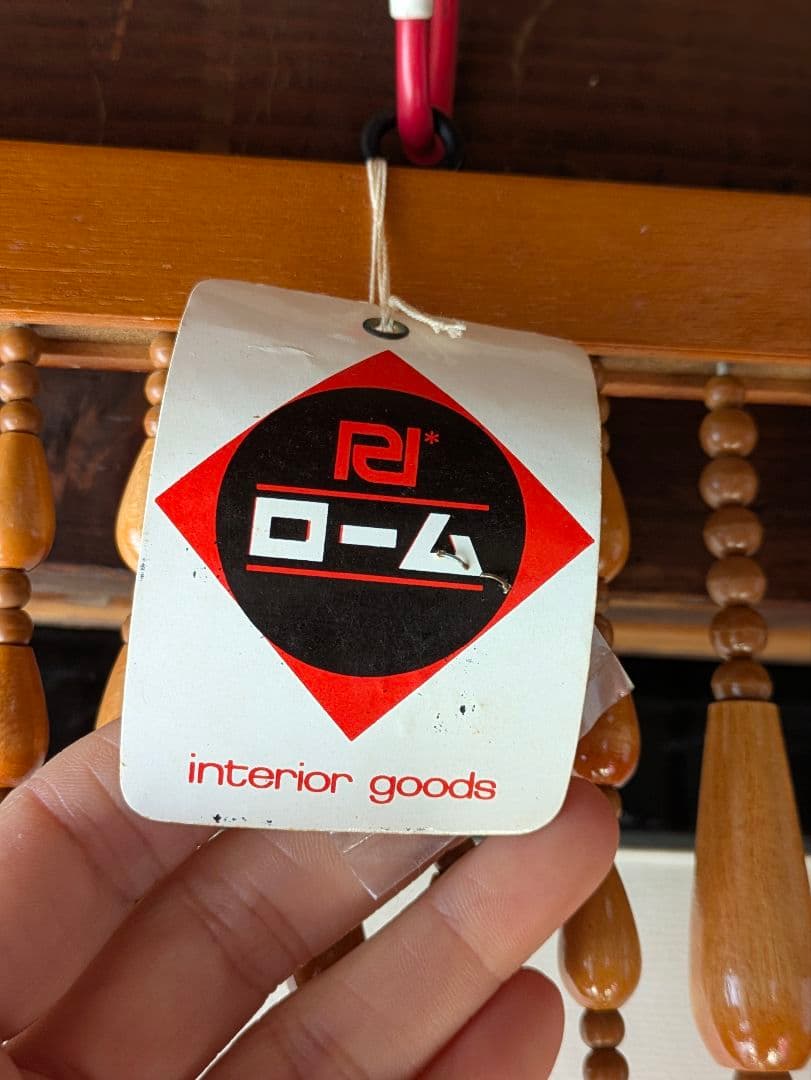 ローム
interior goods